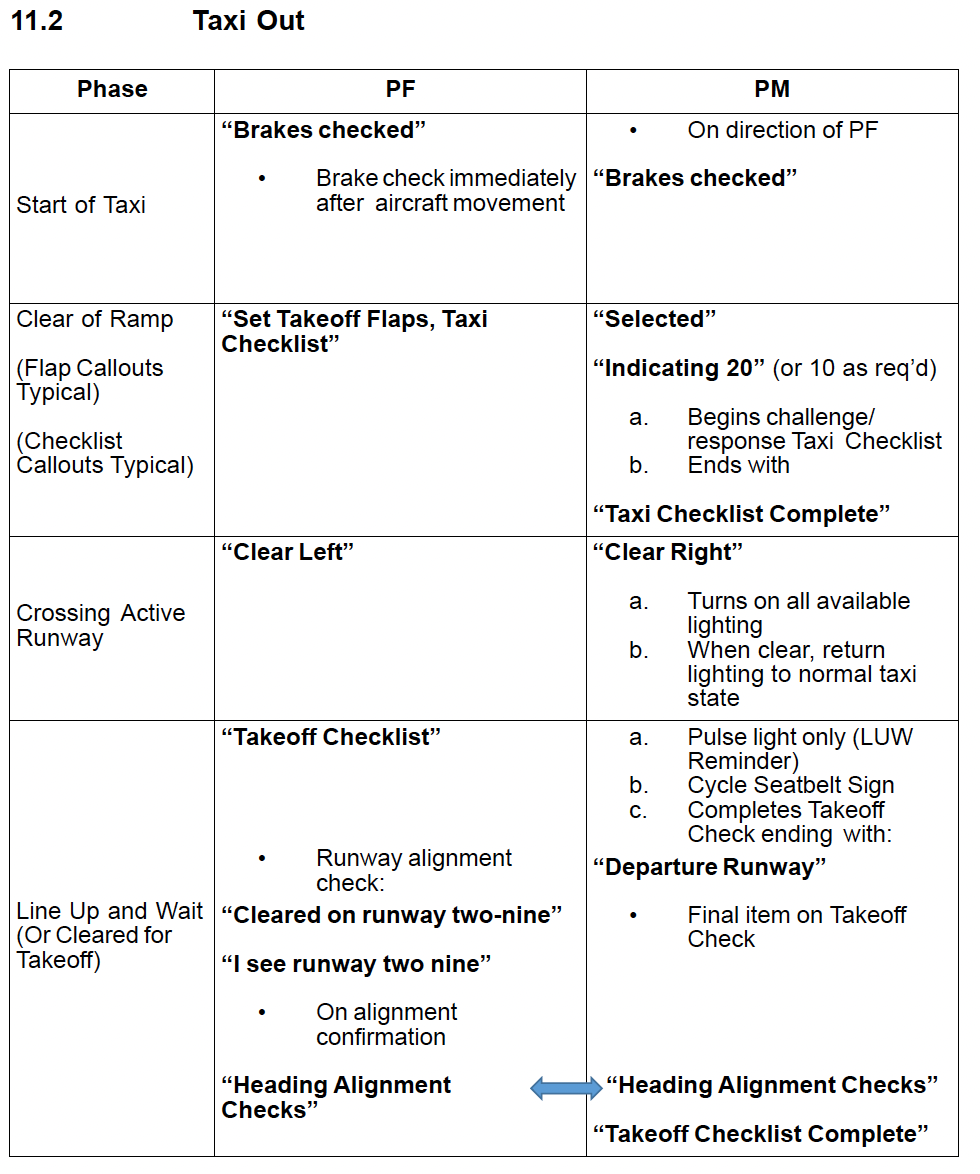 11.2 Taxi Out
Phase PF PM
Start of Taxi
“Brakes checked”
• Brake check immediately
after aircraft movement
• On direction of PF
“Brakes checked”
Clear of Ramp
(Flap Callouts
Typical)
(Checklist
Callouts Typical)
“Set Takeoff Flaps, Taxi
Checklist”
“Selected”
“Indicating 20” (or 10 as req’d)
a. Begins challenge/
response Taxi Checklist
b. Ends with
“Taxi Checklist Complete”
Crossing Active
Runway
“Clear Left”
“Clear Right”
a. Turns on all available
lighting
b. When clear, return
lighting to normal taxi
state
Line Up and Wait
(Or Cleared for
Takeoff)
“Takeoff Checklist”
• Runway alignment
check:
“Cleared on runway two-nine”
“I see runway two nine”
• On alignment
confirmation
“Heading Alignment
Checks”
a. Pulse light only (LUW
Reminder)
b. Cycle Seatbelt Sign
c. Completes Takeoff
Check ending with:
“Departure Runway”
• Final item on Takeoff
Check
“Heading Alignment Checks”
“Takeoff Checklist Complete”